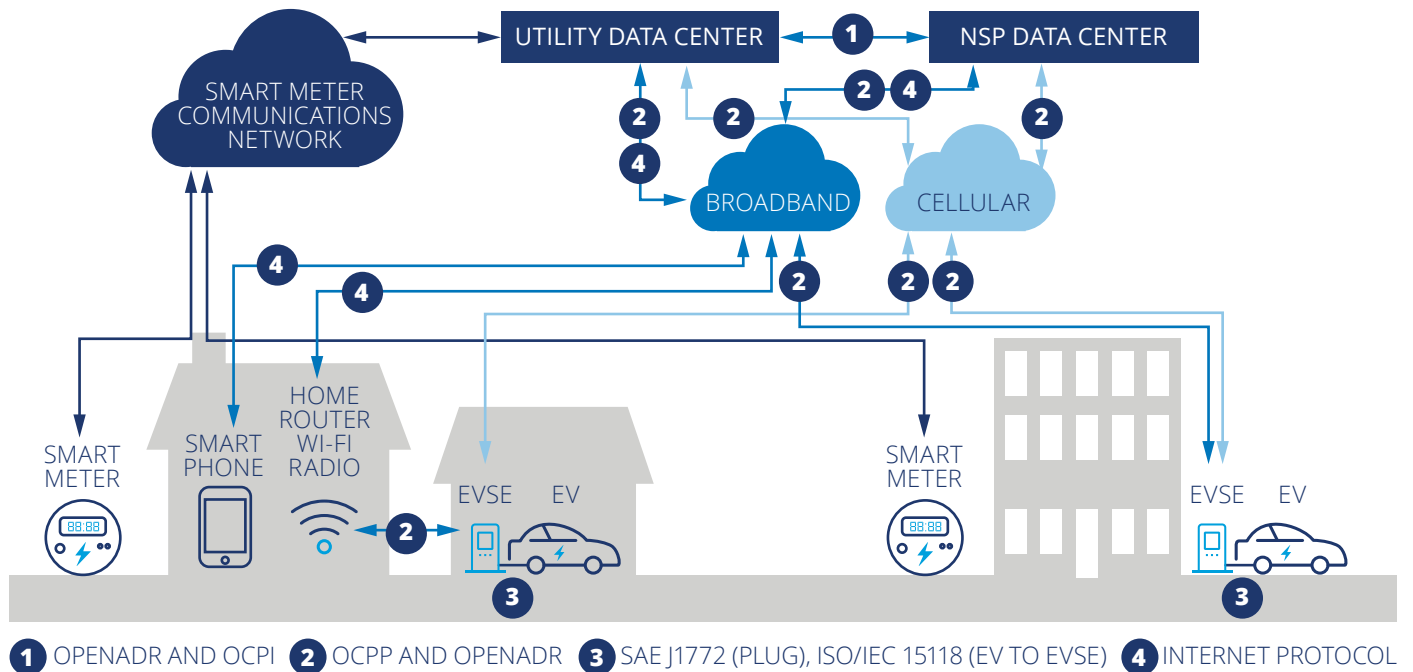 UTILITY DATA CENTER
1
NSP DATA CENTER
SMART METER
COMMUNICATIONS
NETWORK
2
4
2
2
4
2
BROADBAND
CELLULAR
4
4
2
2
2
HOME
ROUTER
WI-FI
RADIO
SMART
PHONE
SMART
METER
88:88
EVSE
EV
2
3
SMART
METER
88:88
EVSE
EV
3
1 OPENADR AND OCPI
2 OCPP AND OPENADR
3 SAE J1772 (PLUG), ISO/IEC 15118 (EV TO EVSE)
4 INTERNET PROTOCOL